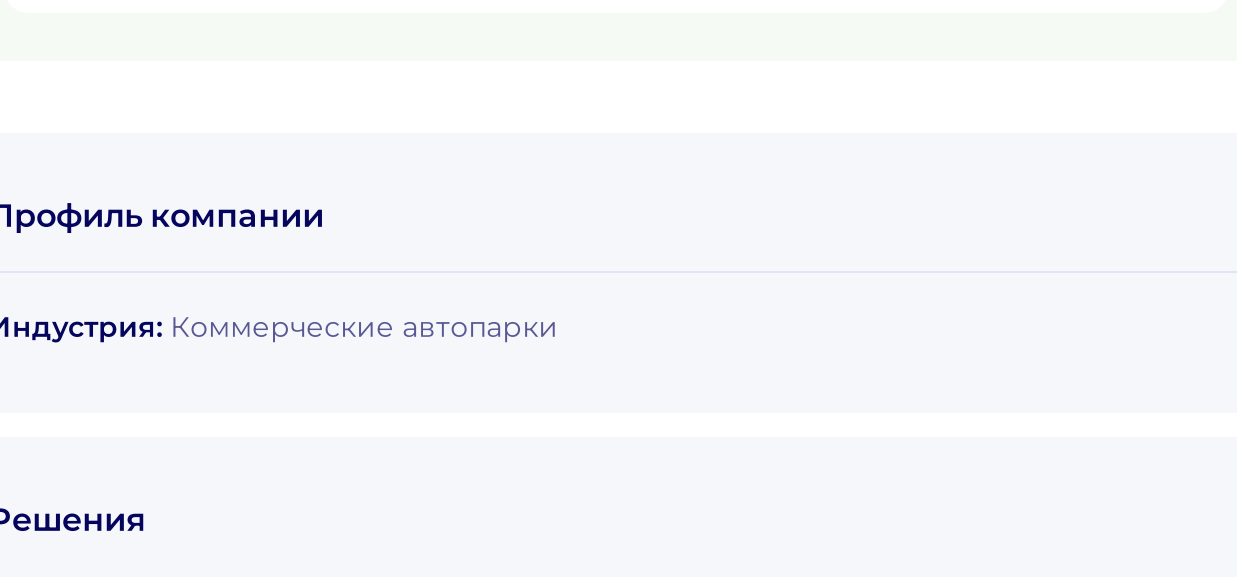 Профиль компании
Индустрия: Коммерческие автопарки
Решения